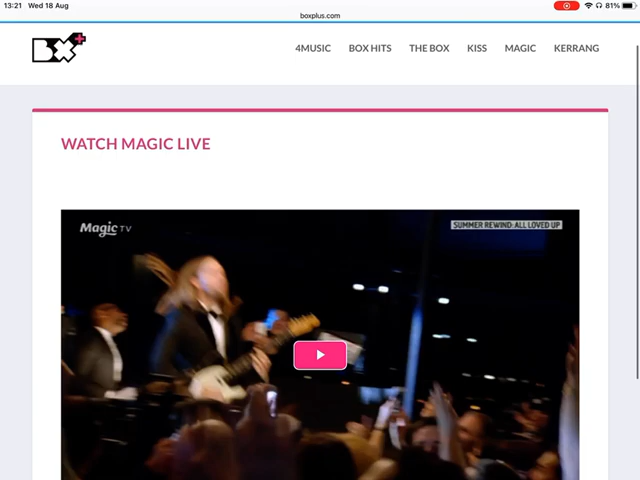 13:21 Wed 18 Aug 81%
boxplus.com
BX+
4MUSIC BOX HITS THE BOX KISS MAGIC KERRANG
WATCH MAGIC LIVE
Magic TV
SUMMER REWIND: ALL LOVED UP